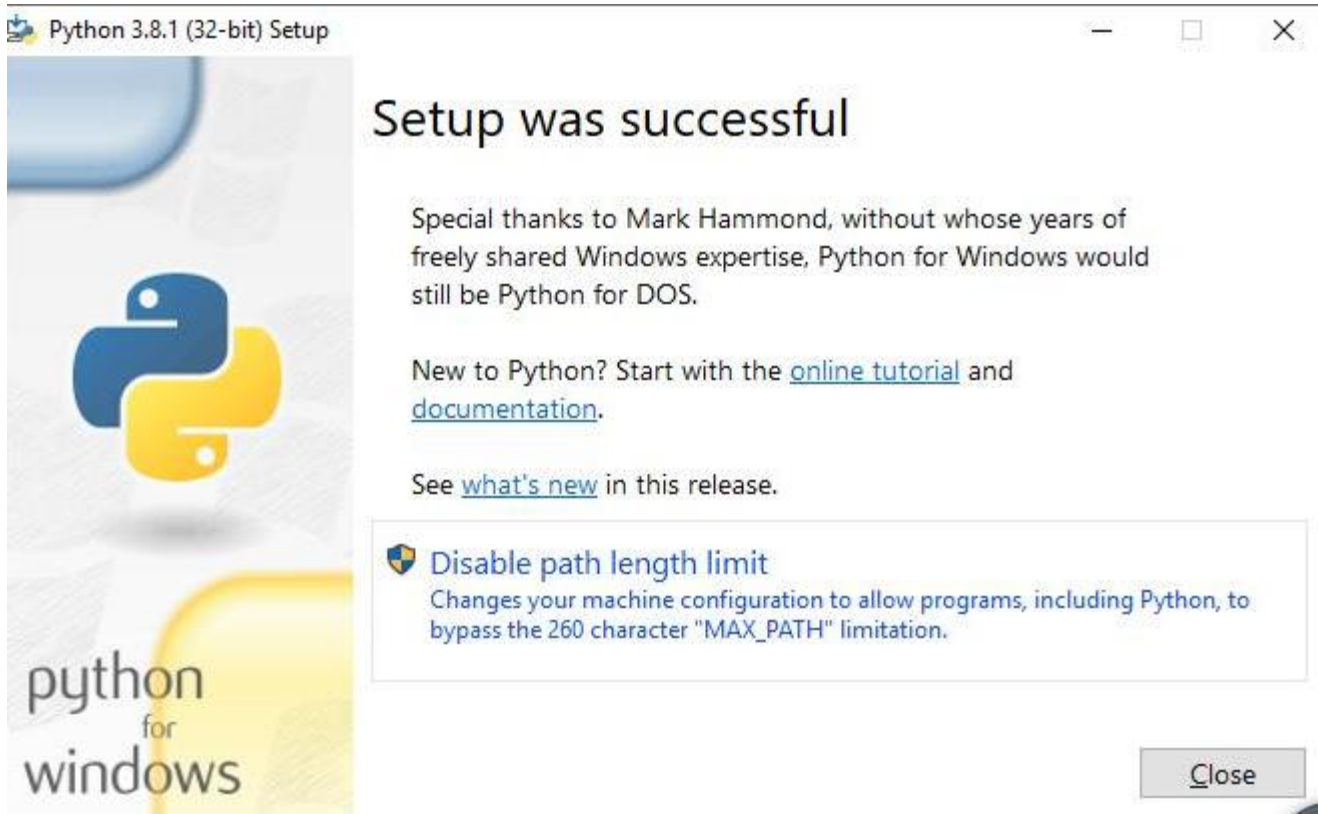 Python 3.8.1 (32-bit) Setup
Setup was successful
Special thanks to Mark Hammond, without whose years of
freely shared Windows expertise, Python for Windows would
still be Python for DOS.
New to Python? Start with the online tutorial and
documentation.
See what's new in this release.
Disable path length limit
Changes your machine configuration to allow programs, including Python, to
bypass the 260 character "MAX_PATH" limitation.
python
for
windows
Close